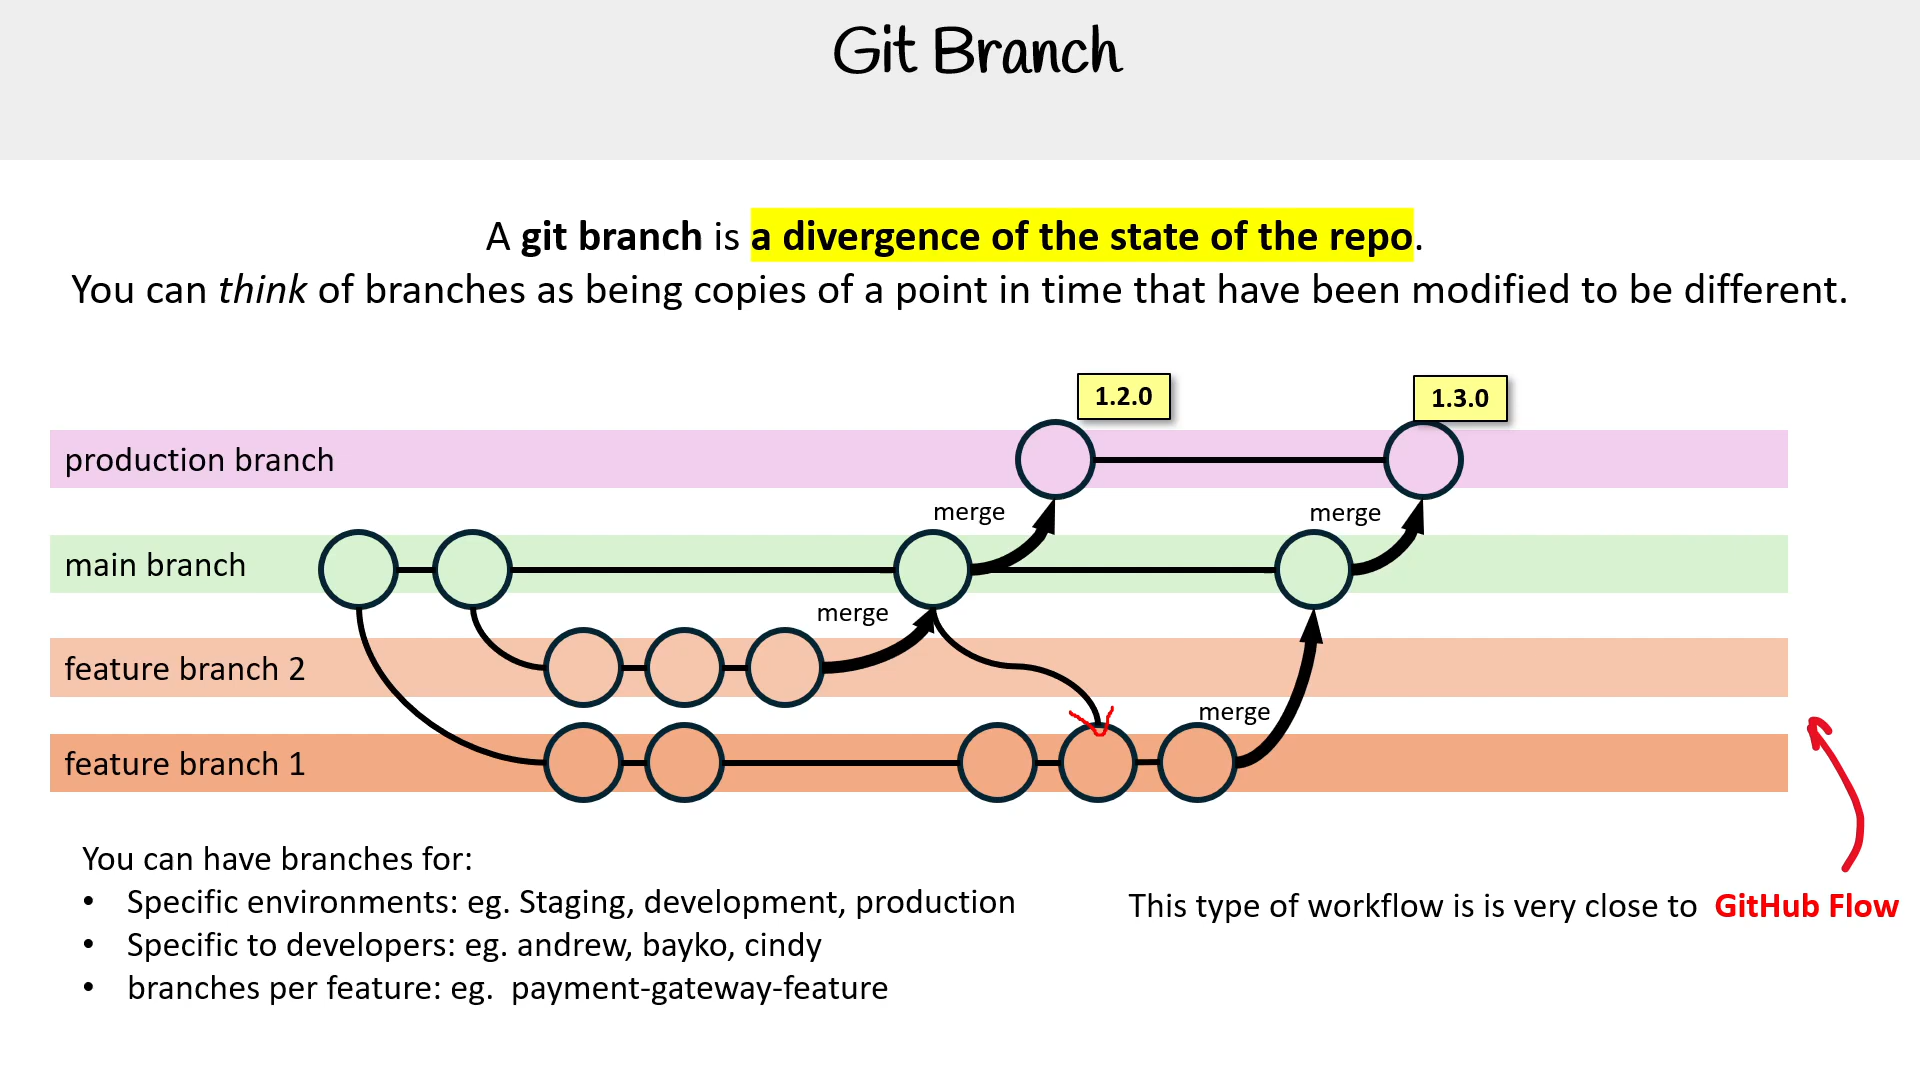 Git Branch
A git branch is a divergence of the state of the repo.
You can think of branches as being copies of a point in time that have been modified to be different.
1.2.0
1.3.0
production branch
merge
merge
main branch
merge
feature branch 2
merge
feature branch 1
You can have branches for:
• Specific environments: eg. Staging, development, production
• Specific to developers: eg. andrew, bayko, cindy
• branches per feature: eg. payment-gateway-feature
This type of workflow is is very close to GitHub Flow